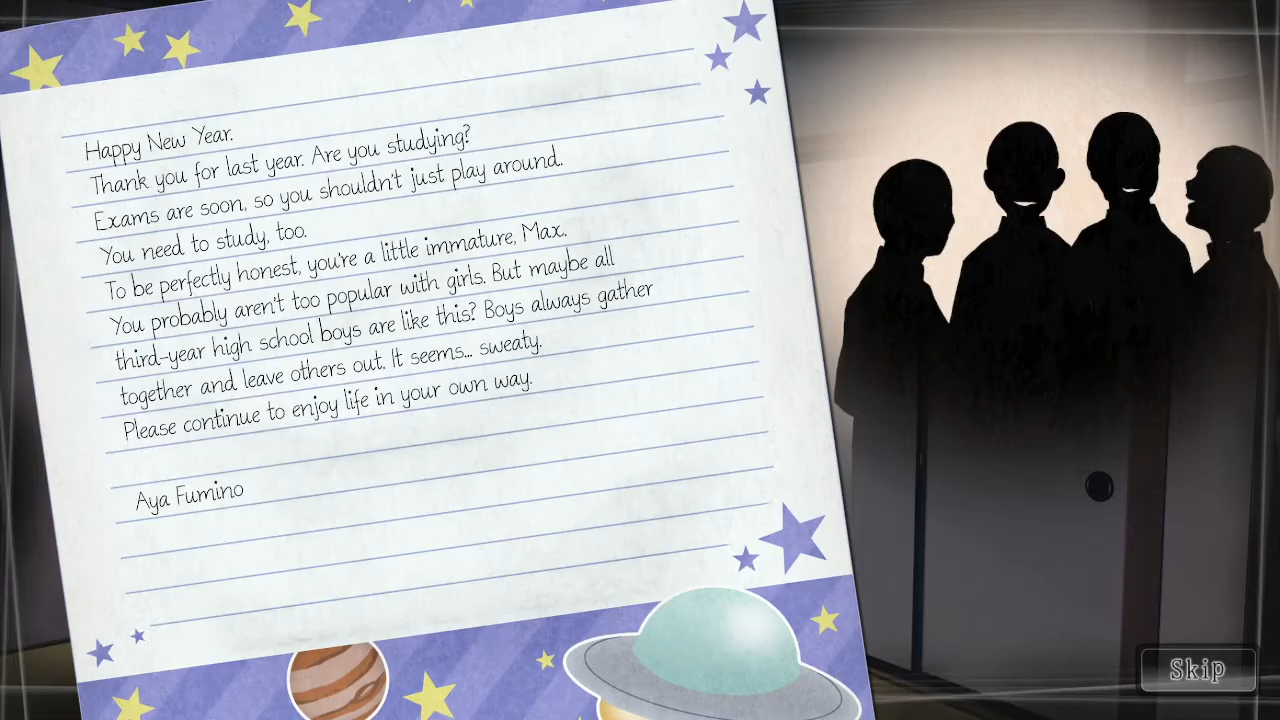 Happy New Year.
Thank you for last year. Are you studying?
Exams are soon, so you shouldn't just play around.
You need to study, too.
To be perfectly honest, you're a little immature, Max.
You probably aren't too popular with girls. But maybe all
third-year high school boys are like this? Boys always gather
together and leave others out. It seems... sweaty.
Please continue to enjoy life in your own way.
Aya Fumino
Skip